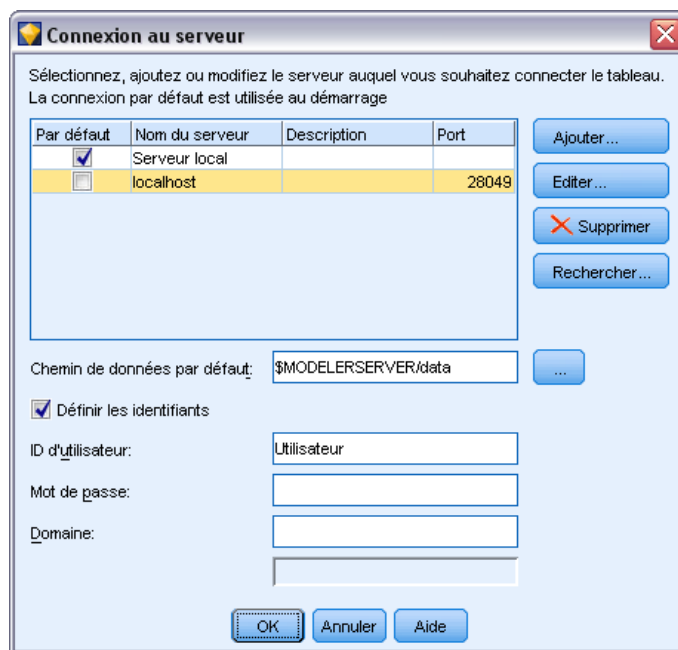 Connexion au serveur
Sélectionnez, ajoutez ou modifiez le serveur auquel vous souhaitez connecter le tableau.
La connexion par défaut est utilisée au démarrage
Par défaut Nom du serveur Description Port
Serveur local
localhost 28049
Ajouter...
Editer...
Supprimer
Rechercher...
Chemin de données par défaut: $MODELERSERVER/data ...
Définir les identifiants
ID d'utilisateur: Utilisateur
Mot de passe:
Domaine:
OK Annuler Aide